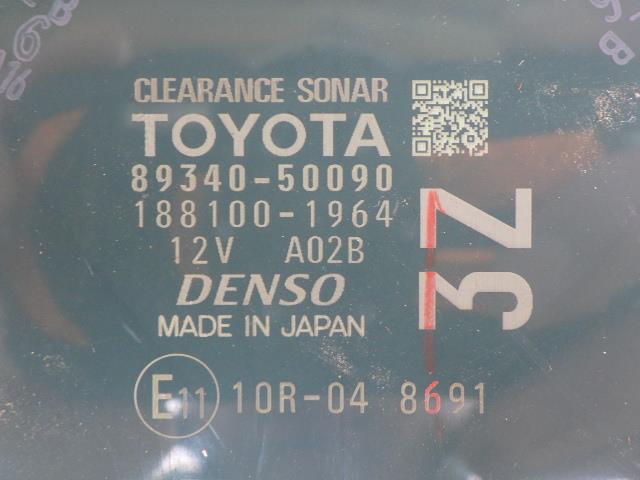 CLEARANCE SONAR
TOYOTA
89340-50090
188100-1964
12V A02B
DENSO
MADE IN JAPAN
E11 10R-04 8691
3Z